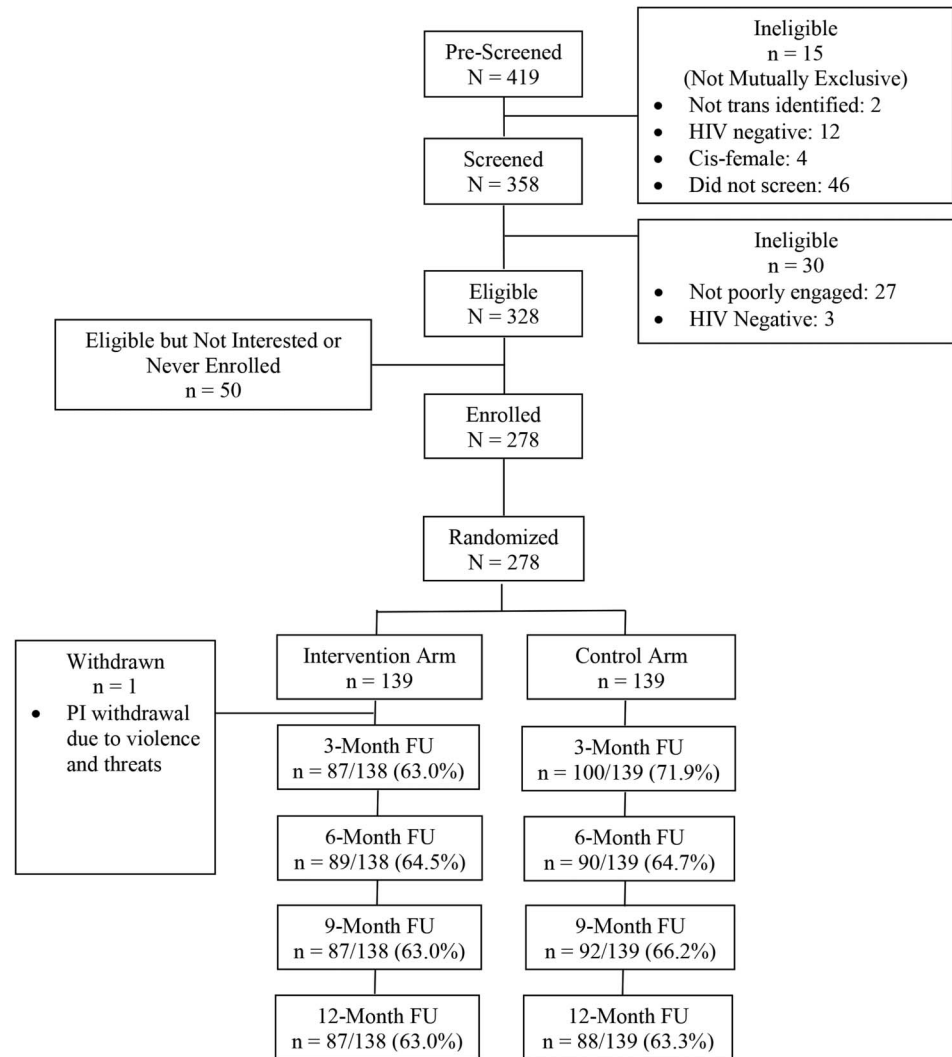 Pre-Screened
N = 419
Ineligible
n = 15
(Not Mutually Exclusive)
• Not trans identified: 2
• HIV negative: 12
• Cis-female: 4
• Did not screen: 46
Screened
N = 358
Ineligible
n = 30
• Not poorly engaged: 27
• HIV Negative: 3
Eligible
N = 328
Eligible but Not Interested or
Never Enrolled
n = 50
Enrolled
N = 278
Randomized
N = 278
Withdrawn
n = 1
• PI withdrawal
due to violence
and threats
Intervention Arm
n = 139
3-Month FU
n = 87/138 (63.0%)
6-Month FU
n = 89/138 (64.5%)
9-Month FU
n = 87/138 (63.0%)
12-Month FU
n = 87/138 (63.0%)
Control Arm
n = 139
3-Month FU
n = 100/139 (71.9%)
6-Month FU
n = 90/139 (64.7%)
9-Month FU
n = 92/139 (66.2%)
12-Month FU
n = 88/139 (63.3%)